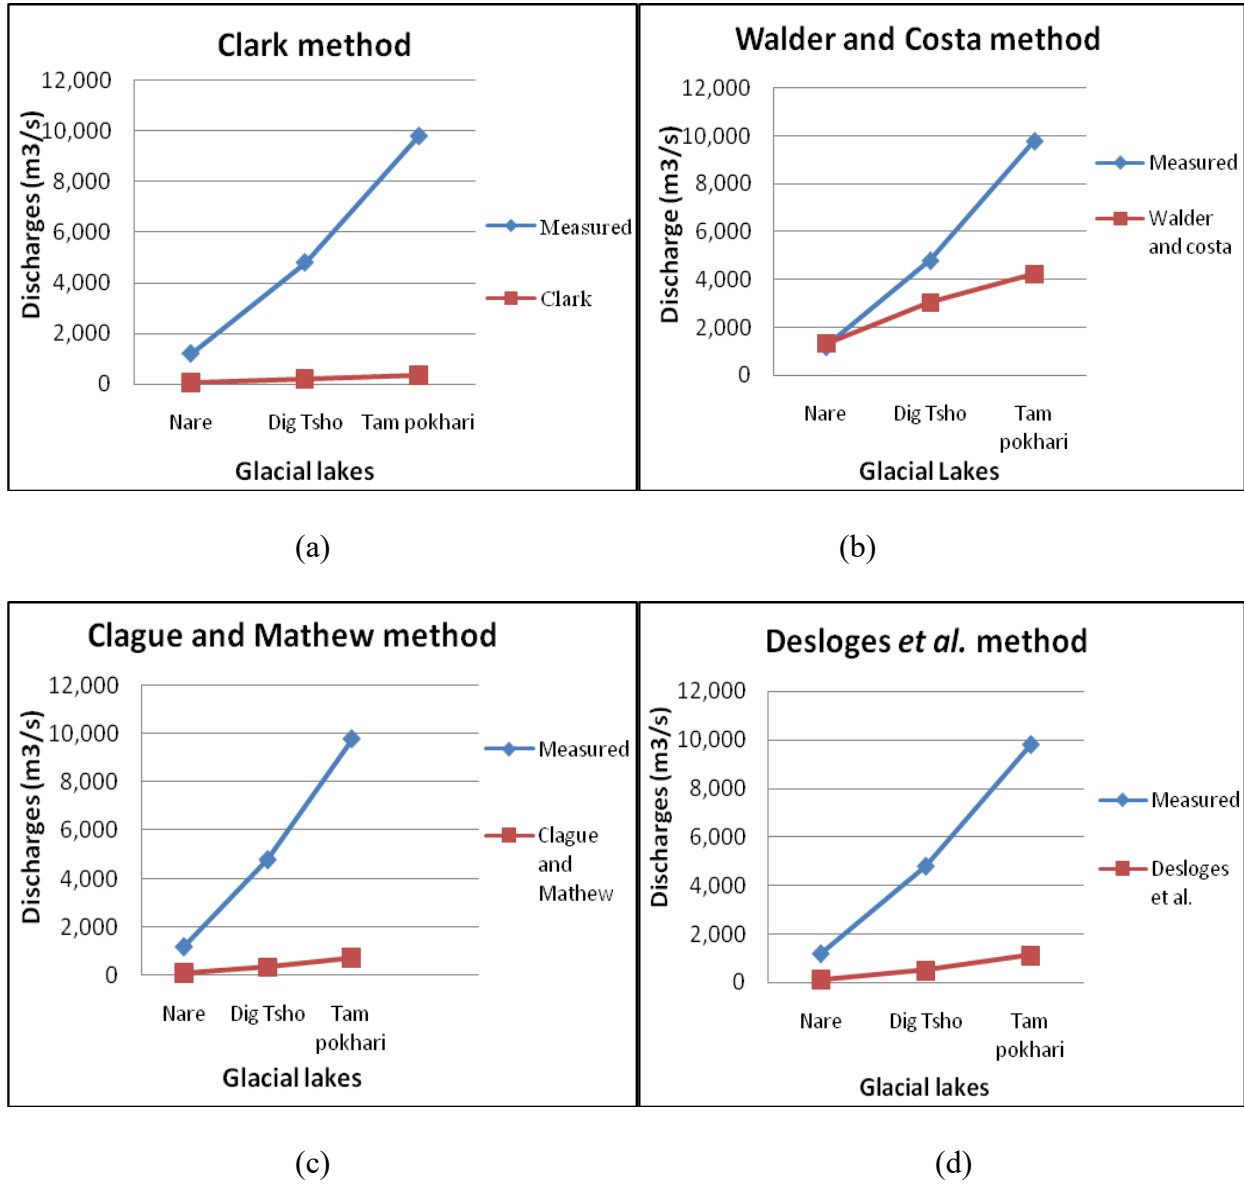 Clark method
12,000
10,000
8,000
6,000
4,000
2,000
0
Discharges (m3/s)
Nare Dig Tsho Tam pokhari
Glacial lakes
Measured
Clark
(a)
Walder and Costa method
12,000
10,000
8,000
6,000
4,000
2,000
0
Discharge (m3/s)
Nare Dig Tsho Tam
pokhari
Glacial Lakes
Measured
Walder
and costa
(b)
Clague and Mathew method
12,000
10,000
8,000
6,000
4,000
2,000
0
Discharges (m3/s)
Nare Dig Tsho Tam
pokhari
Glacial lakes
Measured
Clague
and
Mathew
(c)
Desloges et al. method
12,000
10,000
8,000
6,000
4,000
2,000
0
Discharges (m3/s)
Nare Dig Tsho Tam
pokhari
Glacial lakes
Measured
Desloges
et al.
(d)